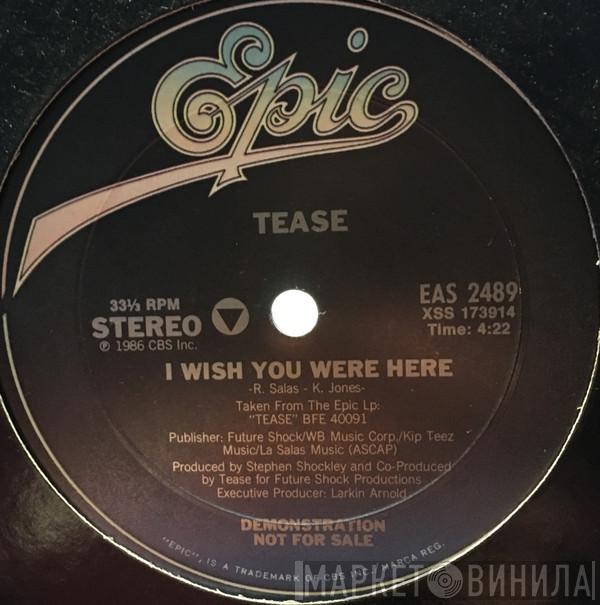 Epic
TEASE
33⅓ RPM
STEREO
℗ 1986 CBS Inc.
EAS 2489
XSS 173914
Time: 4:22
I WISH YOU WERE HERE
-R. Salas - K. Jones-
Taken From The Epic Lp:
"TEASE" BFE 40091
Publisher: Future Shock/WB Music Corp./Kip Teez
Music/La Salas Music (ASCAP)
Produced by Stephen Shockley and Co-Produced
by Tease for Future Shock Productions
Executive Producer: Larkin Arnold
DEMONSTRATION
NOT FOR SALE
"EPIC", IS A TRADEMARK OF CBS INC./MARCA REG.
МАРКЕТ ВИНИЛА